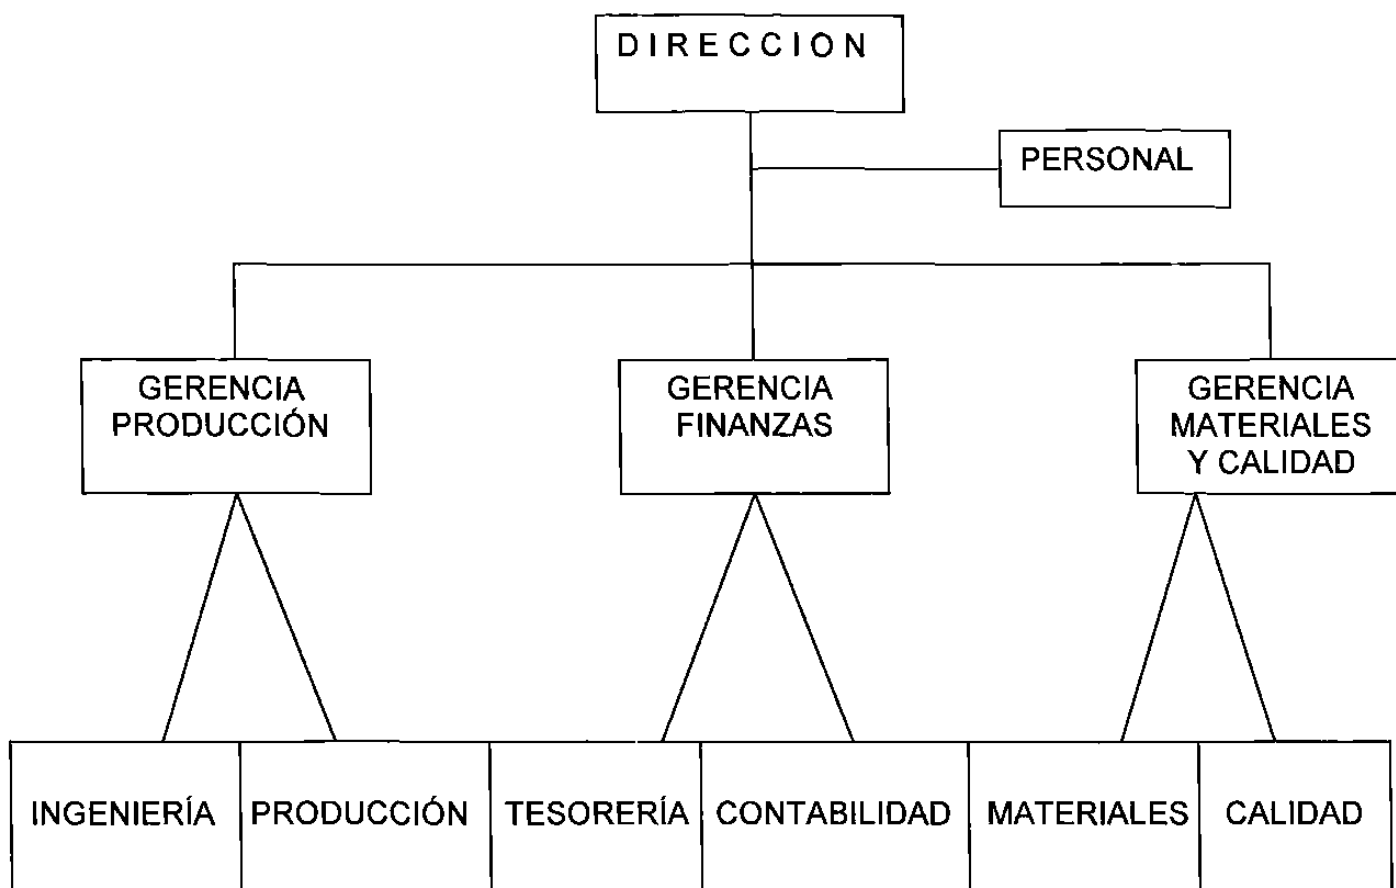 DIRECCION
PERSONAL
GERENCIA
PRODUCCIÓN
GERENCIA
FINANZAS
GERENCIA
MATERIALES
Y CALIDAD
INGENIERÍA
PRODUCCIÓN
TESORERÍA
CONTABILIDAD
MATERIALES
CALIDAD